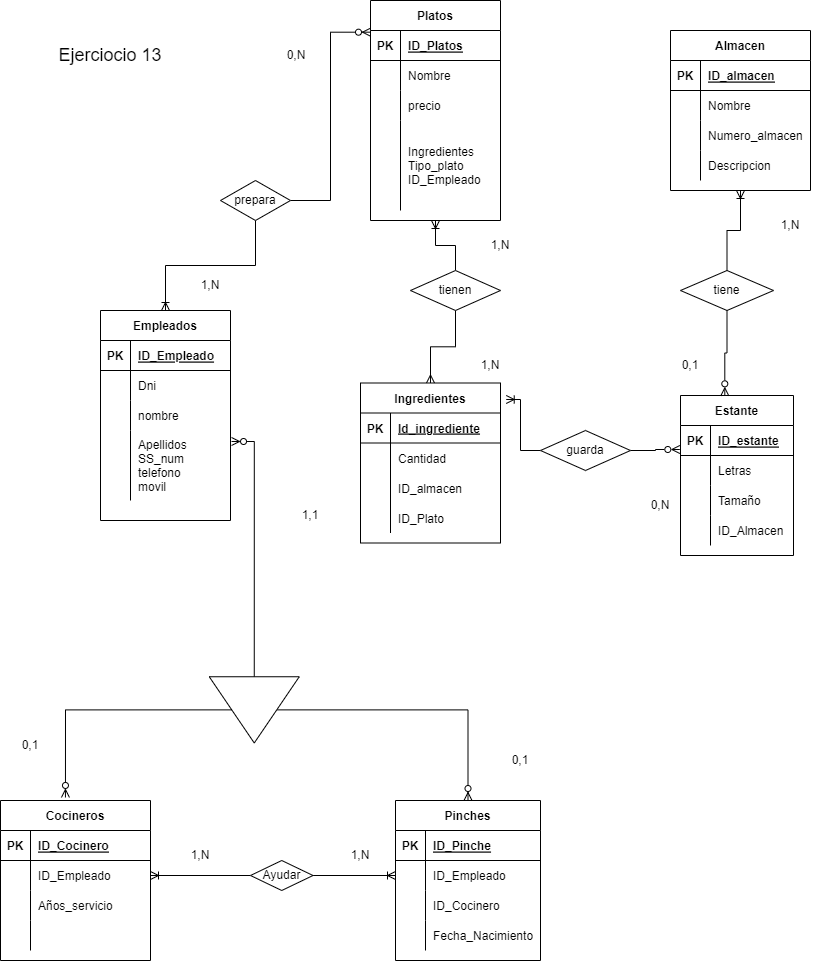 Ejerciocio 13
Platos
PK ID_Platos
Nombre
precio
Ingredientes
Tipo_plato
ID_Empleado
Almacen
PK ID_almacen
Nombre
Numero_almacen
Descripcion
0,N
prepara
1,N
1,N
tienen
1,N
1,N
tiene
0,1
Empleados
PK ID_Empleado
Dni
nombre
Apellidos
SS_num
telefono
movil
Ingredientes
PK Id_ingrediente
Cantidad
ID_almacen
ID_Plato
guarda
0,N
Estante
PK ID_estante
Letras
Tamaño
ID_Almacen
1,1
0,1
0,1
Cocineros
PK ID_Cocinero
ID_Empleado
Años_servicio
1,N
Ayudar
1,N
Pinches
PK ID_Pinche
ID_Empleado
ID_Cocinero
Fecha_Nacimiento